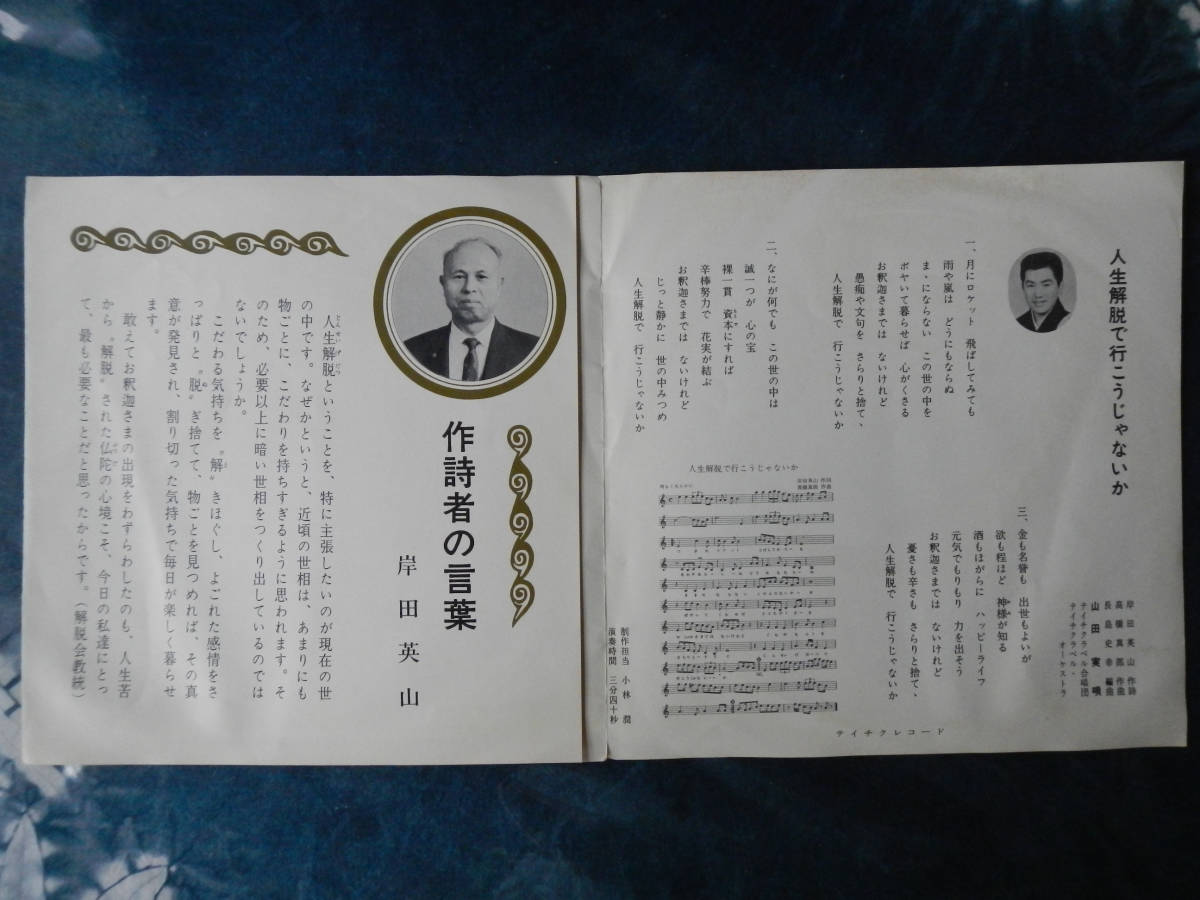 人生解脱で行こうじゃないか
岸田英山 作詩
高橋真郎 作曲
長島史幸 編曲
山田実 唄
テイチクレベル合唱団
テイチクレベル・オーケストラ
一、月にロケット 飛ばしてみても
雨や嵐は どうにもならぬ
まゝにならない この世の中を
ボヤいて暮らせば 心がくさる
お釈迦さまでは ないけれど
愚痴や文句を さらりと捨て、
人生解脱で 行こうじゃないか
二、なにが何でも この世の中は
誠一つが 心の宝
裸一貫 資本にすれば
辛棒努力で 花実が結ぶ
お釈迦さまでは ないけれど
じっと静かに 世の中みつめ
人生解脱で 行こうじゃないか
三、金も名誉も 出世もよいが
欲も程ほど 神様が知る
酒もほがらに ハッピーライフ
元気でもりもり 力を出そう
お釈迦さまでは ないけれど
憂さも辛さも さらりと捨て、
人生解脱で 行こうじゃないか
人生解脱で行こうじゃないか
岸田英山 作詞
高橋真郎 作曲
制作担当 小林潤
演奏時間 三分四十秒
テイチクレコード
作詩者の言葉
岸田英山
人生解脱ということを、特に主張したいのが現在の世
の中です。なぜかというと、近頃の世相は、あまりにも
物ごとに、こだわりを持ちすぎるように思われます。そ
のため、必要以上に暗い世相をつくり出しているのでは
ないでしょうか。
こだわる気持ちを〝解〟きほぐし、よごれた感情をさ
っぱりと〝脱〟ぎ捨てて、物ごとを見つめれば、その真
意が発見され、割り切った気持ちで毎日が楽しく暮らせ
ます。
敢えてお釈迦さまの出現をわずらわしたのも、人生苦
から〝解脱〟された仏陀の心境こそ、今日の私達にとっ
て、最も必要なことだと思ったからです。(解脱会教統)